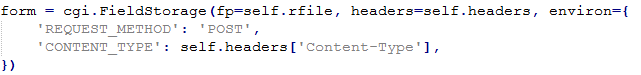 form = cgi.FieldStorage(fp=self.rfile, headers=self.headers, environ={
    'REQUEST_METHOD': 'POST',
    'CONTENT_TYPE': self.headers['Content-Type'],
})